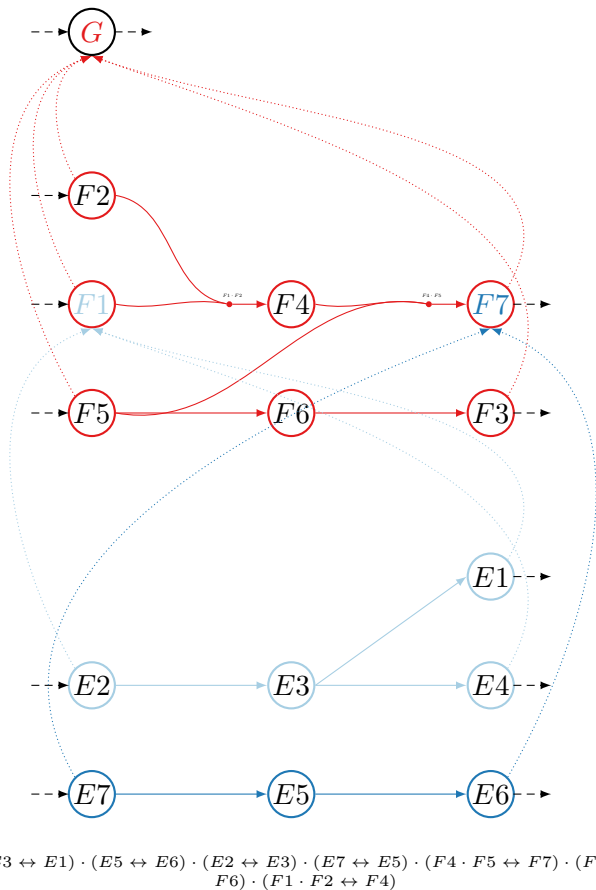 G
F2
F1·F2
F4·F5
F1
F4
F7
F5
F6
F3
E1
E2
E3
E4
E7
E5
E6
E3 ↔ E1) · (E5 ↔ E6) · (E2 ↔ E3) · (E7 ↔ E5) · (F4 · F5 ↔ F7) · (F
F6) · (F1 · F2 ↔ F4)